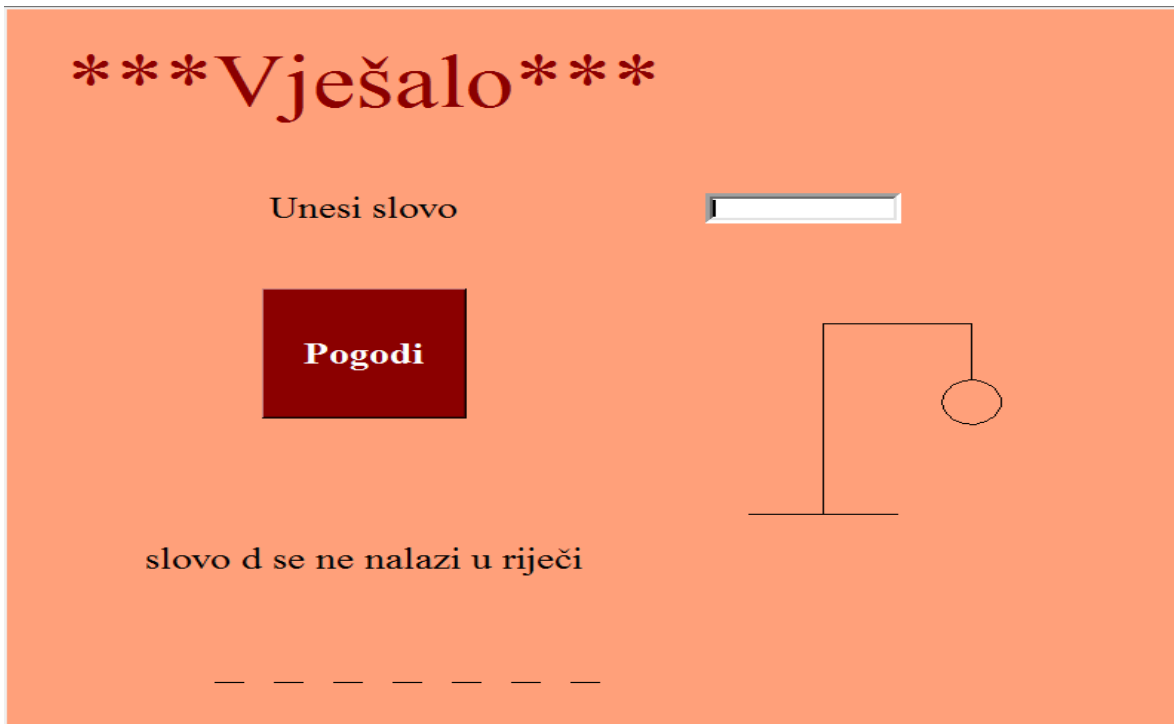 ***Vješalo***
Unesi slovo
Pogodi
slovo d se ne nalazi u riječi
_ _ _ _ _ _ _